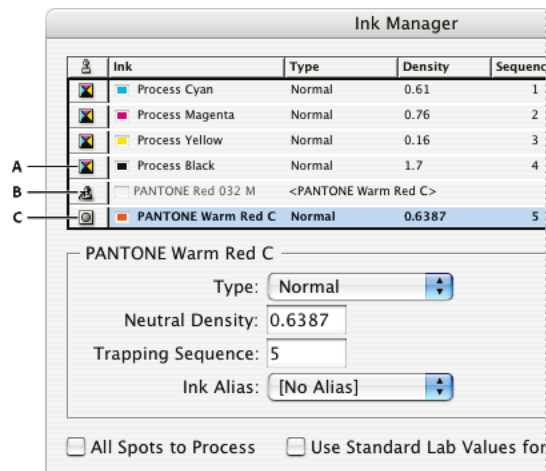 Ink Manager
Ink Type Density Sequenc
Process Cyan Normal 0.61 1
Process Magenta Normal 0.76 2
Process Yellow Normal 0.16 3
A Process Black Normal 1.7 4
B PANTONE Red 032 M <PANTONE Warm Red C>
C PANTONE Warm Red C Normal 0.6387 5
PANTONE Warm Red C
Type: Normal
Neutral Density: 0.6387
Trapping Sequence: 5
Ink Alias: [No Alias]
All Spots to Process Use Standard Lab Values for